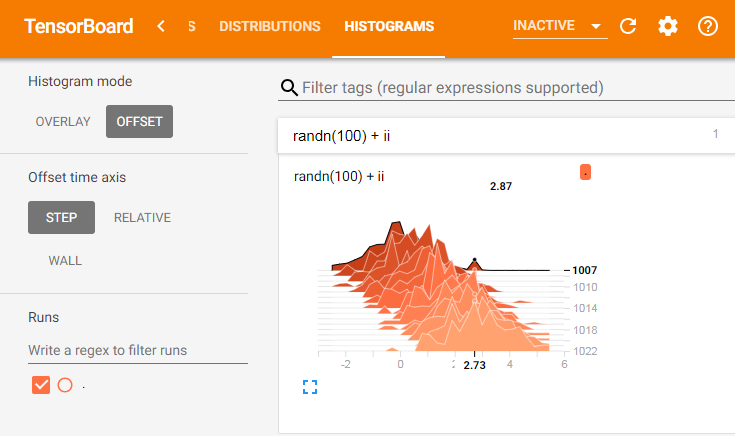 TensorBoard S DISTRIBUTIONS HISTOGRAMS INACTIVE
Histogram mode
OVERLAY OFFSET
Offset time axis
STEP RELATIVE
WALL
Runs
Write a regex to filter runs
.
Filter tags (regular expressions supported)
randn(100) + ii 1
randn(100) + ii .
2.87
1007
1010
1014
1018
1022
-2 0 2.73 4 6